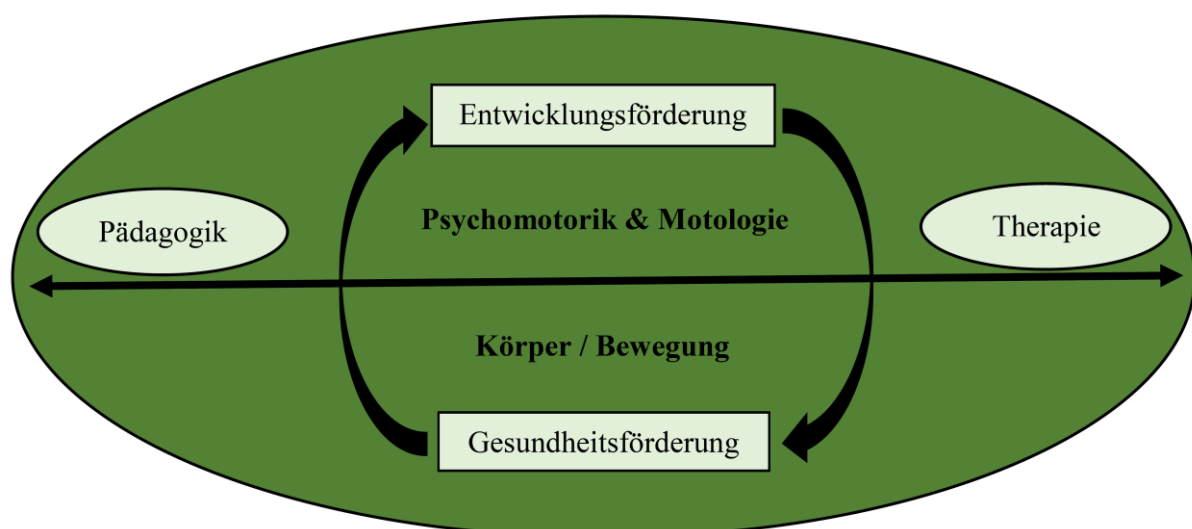 Entwicklungsförderung
Pädagogik
Psychomotorik & Motologie
Therapie
Körper / Bewegung
Gesundheitsförderung